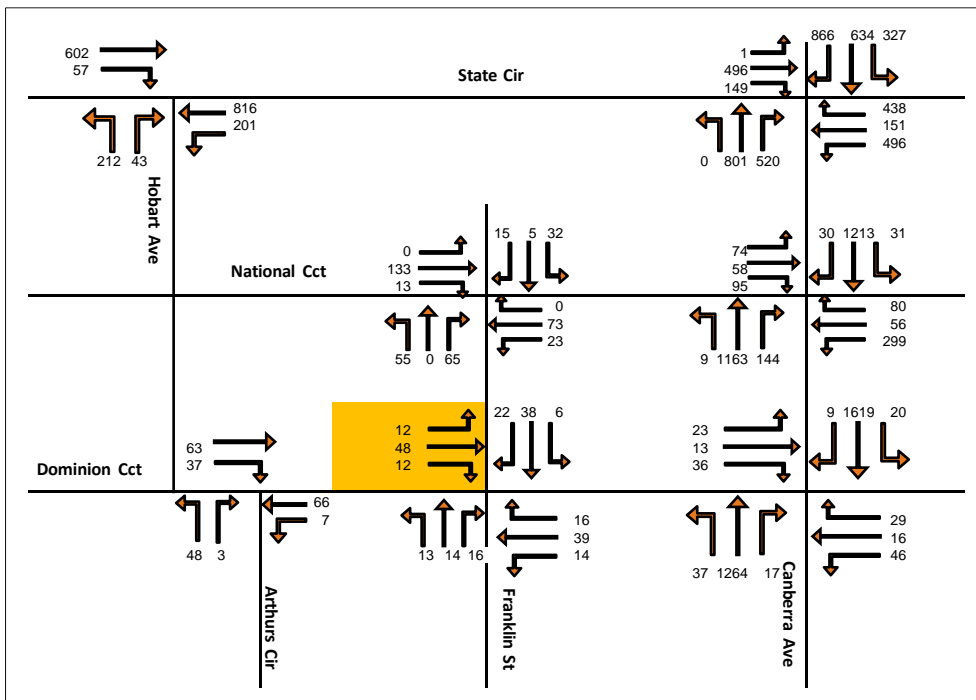 602
57
State Cir
1
496
149
866 634 327
816
201
438
151
496
212 43
0 801 520
Hobart Ave
National Cct
0
133
13
15 5 32
74
58
95
30 1213 31
0
73
23
80
56
299
55 0 65
9 1163 144
Dominion Cct
63
37
12
48
12
22 38 6
23
13
36
9 1619 20
66
7
16
39
14
29
16
46
48 3
13 14 16
37 1264 17
Arthurs Cir
Franklin St
Canberra Ave